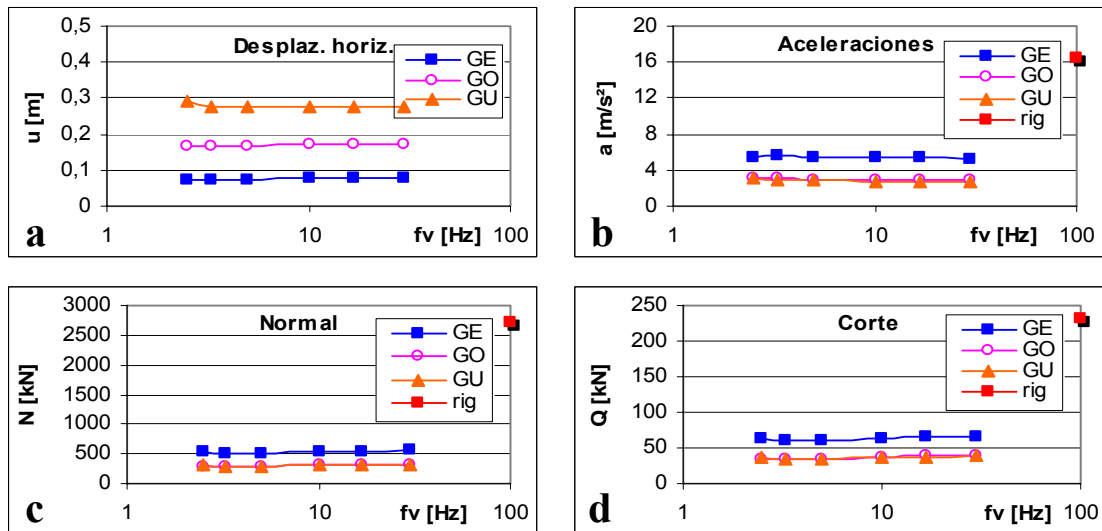 Desplaz. horiz.
u [m]
0,5
0,4
0,3
0,2
0,1
0
GE
GO
GU
1
10
100
fv [Hz]
a
Aceleraciones
a [m/s²]
20
16
12
8
4
0
GE
GO
GU
rig
1
10
100
fv [Hz]
b
Normal
N [kN]
3000
2500
2000
1500
1000
500
0
GE
GO
GU
rig
1
10
100
fv [Hz]
c
Corte
Q [kN]
250
200
150
100
50
0
GE
GO
GU
rig
1
10
100
fv [Hz]
d